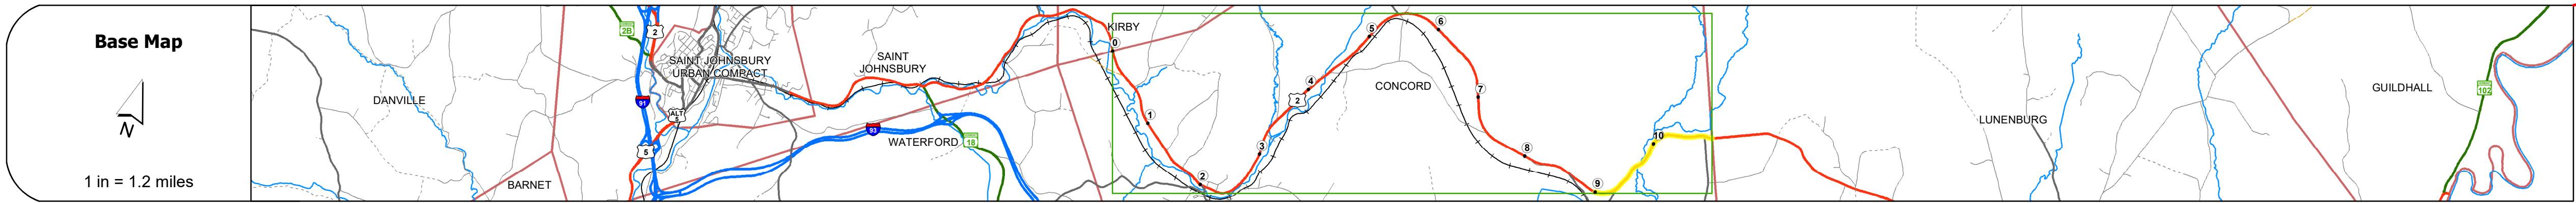 Base Map
N
1 in = 1.2 miles
DANVILLE
BARNET
2B
2
SAINT JOHNSBURY
URBAN COMPACT
91
ALT
5
5
SAINT
JOHNSBURY
93
WATERFORD
18
KIRBY
0
1
2
3
2
4
5
6
CONCORD
7
8
9
10
LUNENBURG
GUILDHALL
102